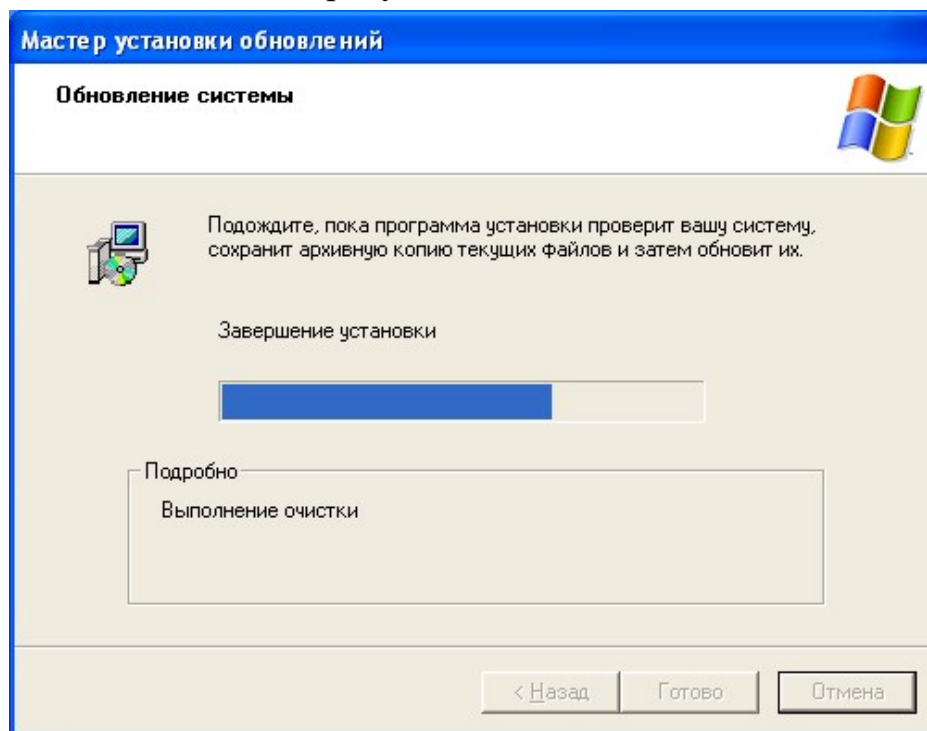 Мастер установки обновлений
Обновление системы
Подождите, пока программа установки проверит вашу систему,
сохранит архивную копию текущих файлов и затем обновит их.
Завершение установки
Подробно
Выполнение очистки
< Назад Готово Отмена